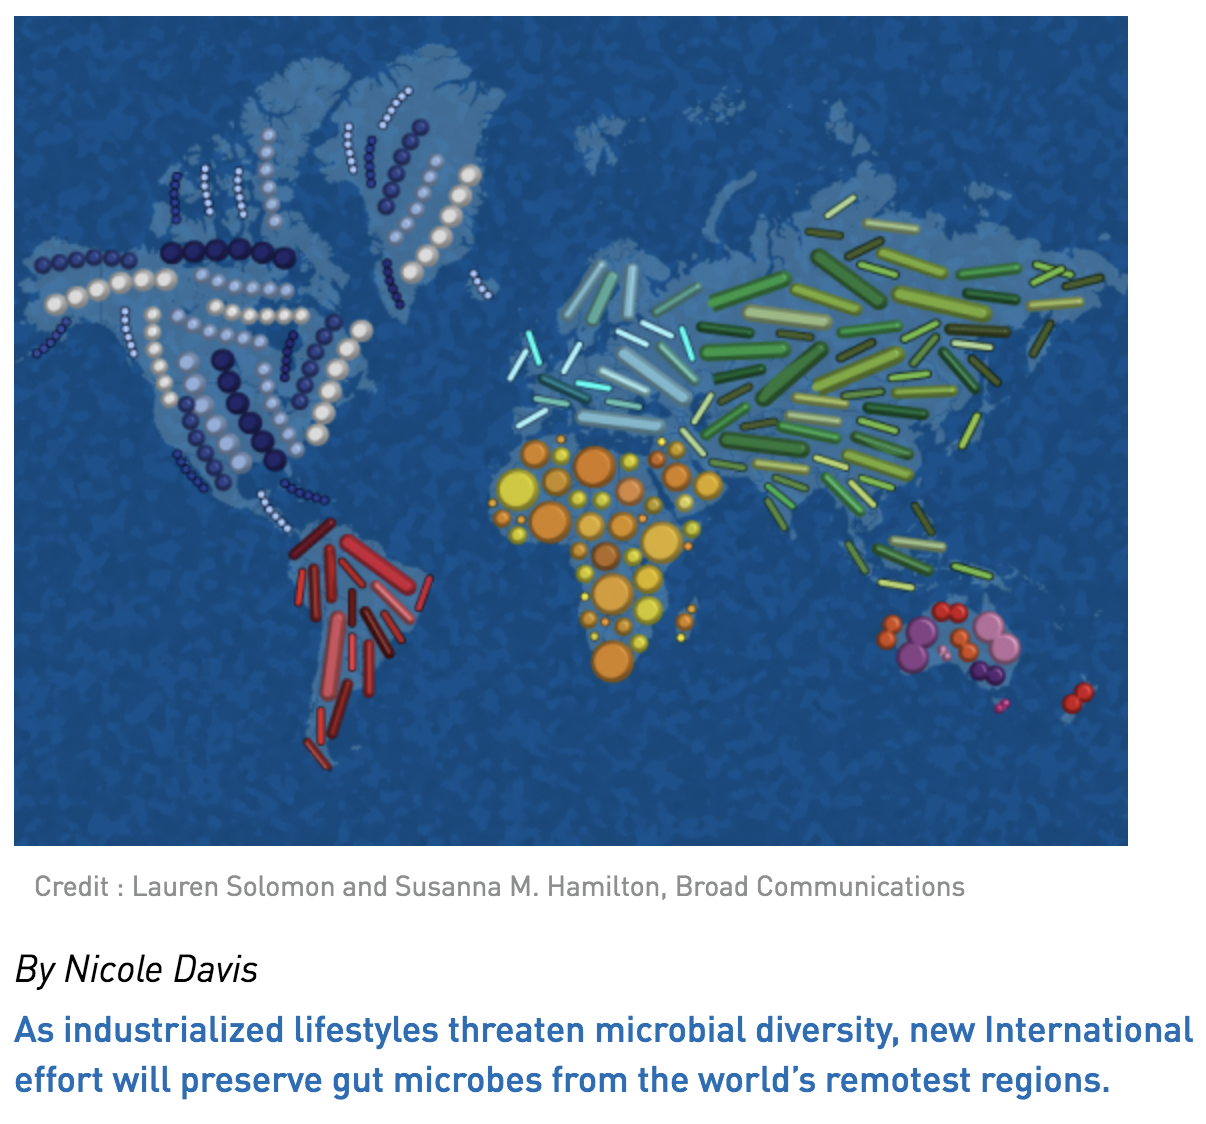 Credit : Lauren Solomon and Susanna M. Hamilton, Broad Communications
By Nicole Davis
As industrialized lifestyles threaten microbial diversity, new International
effort will preserve gut microbes from the world’s remotest regions.